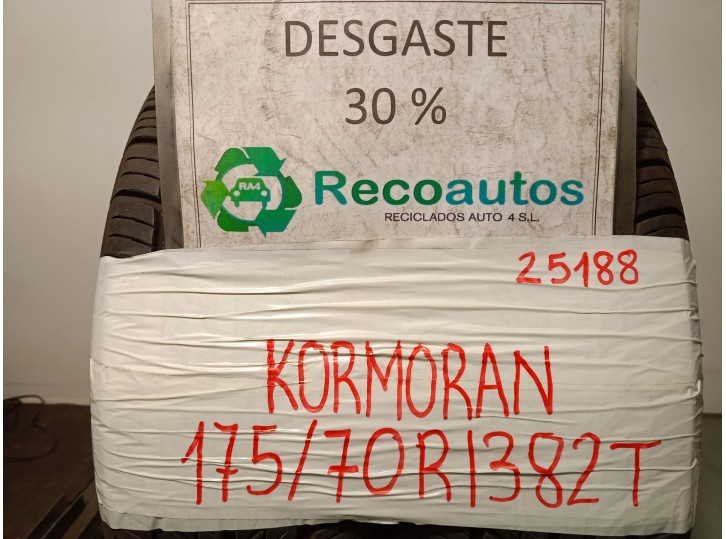 DESGASTE
30 %
RA4
Recoautos
RECICLADOS AUTO 4 S.L.
25188
KORMORAN
175/70R1382T